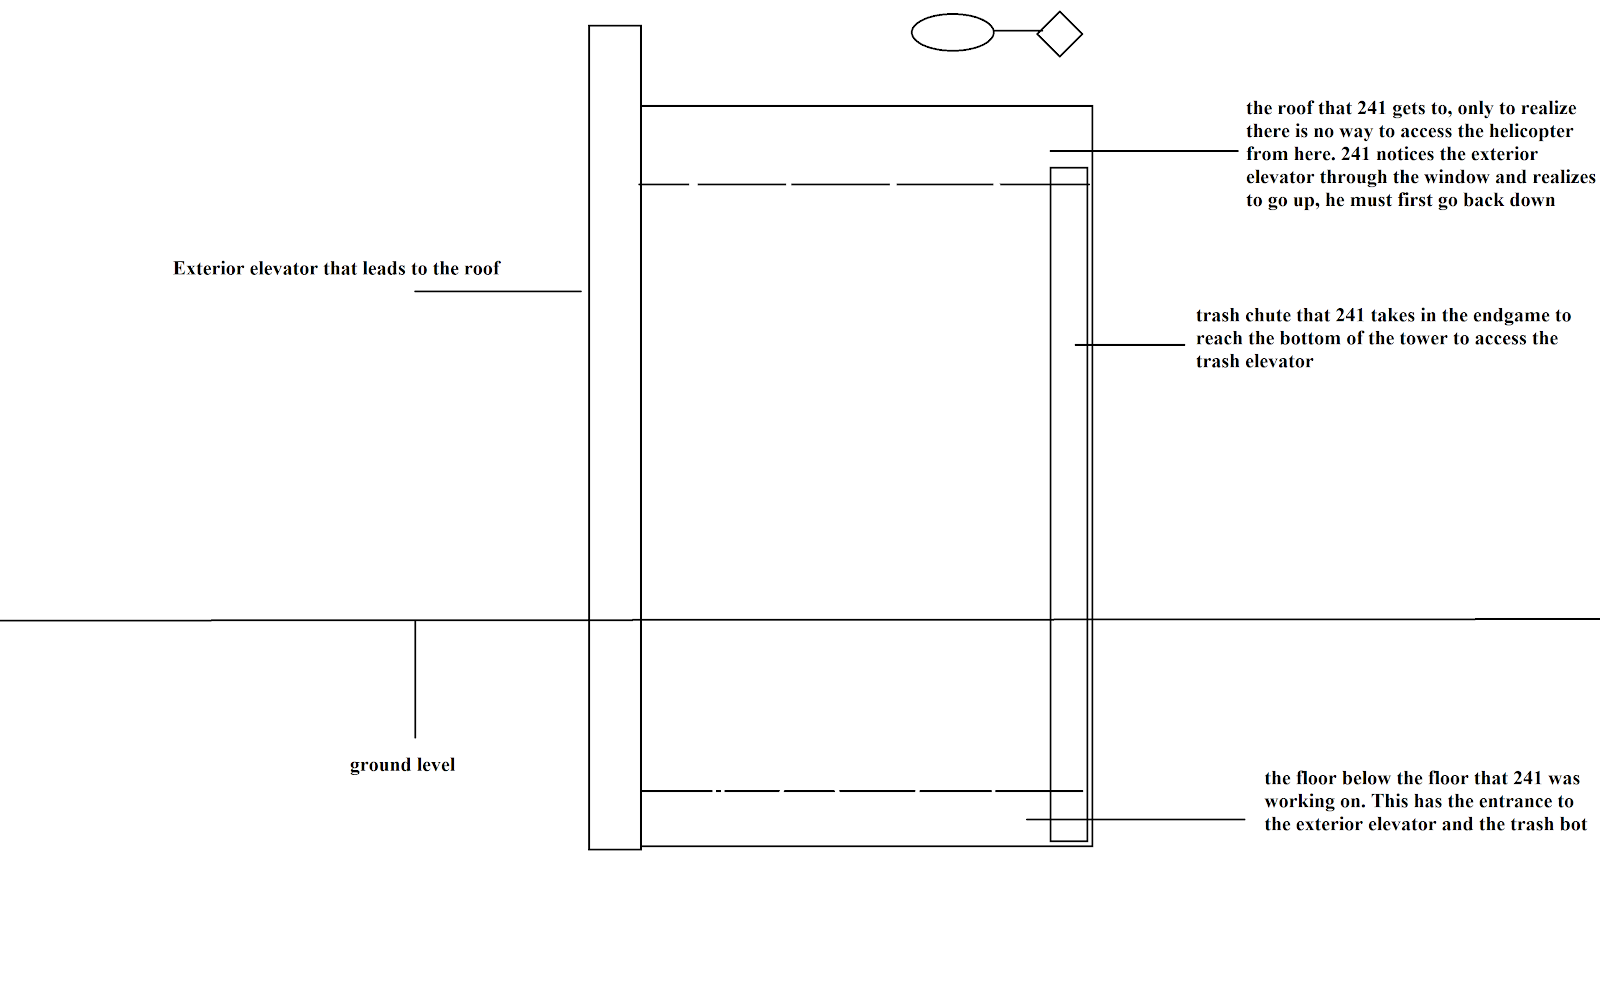 the roof that 241 gets to, only to realize
there is no way to access the helicopter
from here. 241 notices the exterior
elevator through the window and realizes
to go up, he must first go back down
Exterior elevator that leads to the roof
trash chute that 241 takes in the endgame to
reach the bottom of the tower to access the
trash elevator
ground level
the floor below the floor that 241 was
working on. This has the entrance to
the exterior elevator and the trash bot